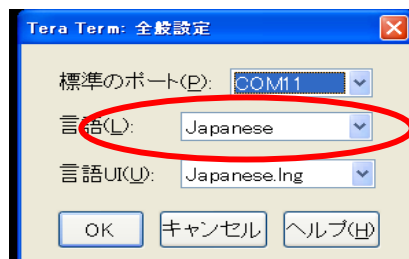 Tera Term: 全般設定
標準のポート(P): COM11
言語(L): Japanese
言語UI(U): Japanese.lng
OK キャンセル ヘルプ(H)